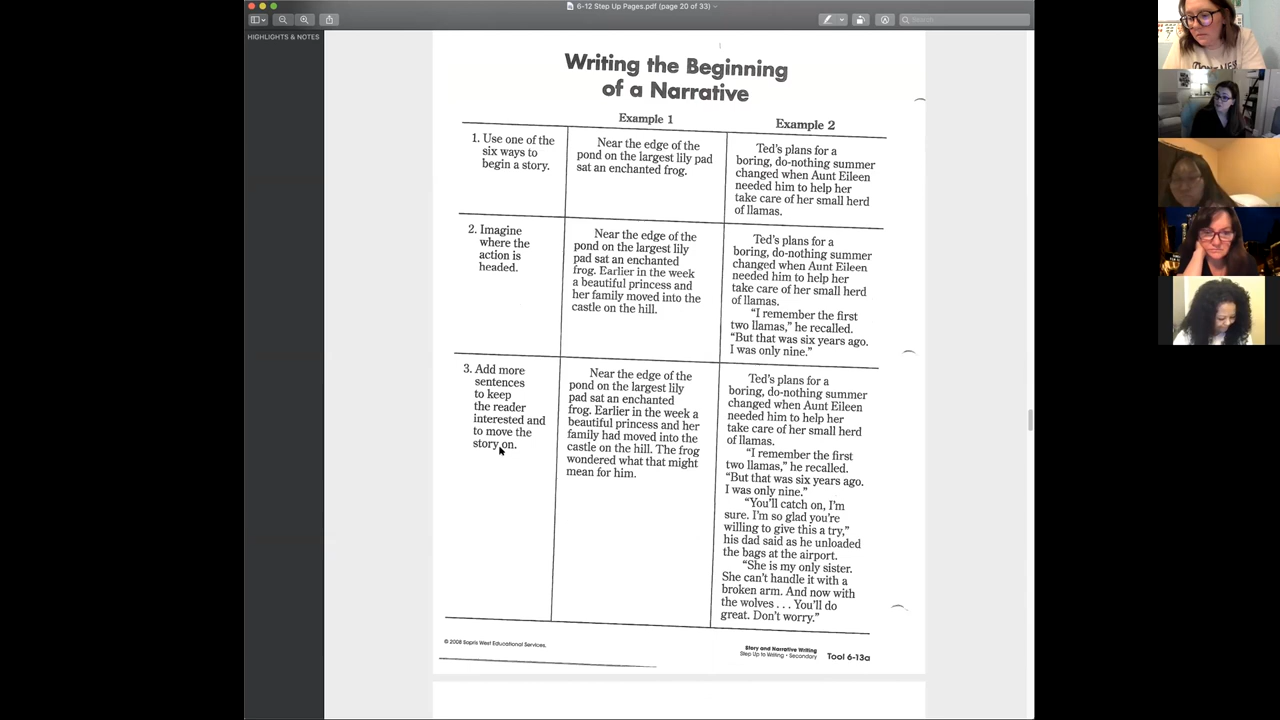 6-12 Step Up Pages.pdf (page 20 of 33)
Search
HIGHLIGHTS & NOTES
Writing the Beginning
of a Narrative
Example 1
Example 2
1. Use one of the
six ways to
begin a story.
Near the edge of the
pond on the largest lily pad
sat an enchanted frog.
Ted's plans for a
boring, do-nothing summer
changed when Aunt Eileen
needed him to help her
take care of her small herd
of llamas.
2. Imagine
where the
action is
headed.
Near the edge of the
pond on the largest lily
pad sat an enchanted
frog. Earlier in the week
a beautiful princess and
her family moved into the
castle on the hill.
Ted's plans for a
boring, do-nothing summer
changed when Aunt Eileen
needed him to help her
take care of her small herd
of llamas.
"I remember the first
two llamas," he recalled.
"But that was six years ago.
I was only nine."
3. Add more
sentences
to keep
the reader
interested and
to move the
story on.
Near the edge of the
pond on the largest lily
pad sat an enchanted
frog. Earlier in the week a
beautiful princess and her
family had moved into the
castle on the hill. The frog
wondered what that might
mean for him.
Ted's plans for a
boring, do-nothing summer
changed when Aunt Eileen
needed him to help her
take care of her small herd
of llamas.
"I remember the first
two llamas," he recalled.
"But that was six years ago.
I was only nine."
"You'll catch on, I'm
sure. I'm so glad you're
willing to give this a try,"
his dad said as he unloaded
the bags at the airport.
"She is my only sister.
She can't handle it with a
broken arm. And now with
the wolves . . . You'll do
great. Don't worry."
© 2008 Sopris West Educational Services.
Story and Narrative Writing
Step Up to Writing • Secondary
Tool 6-13a